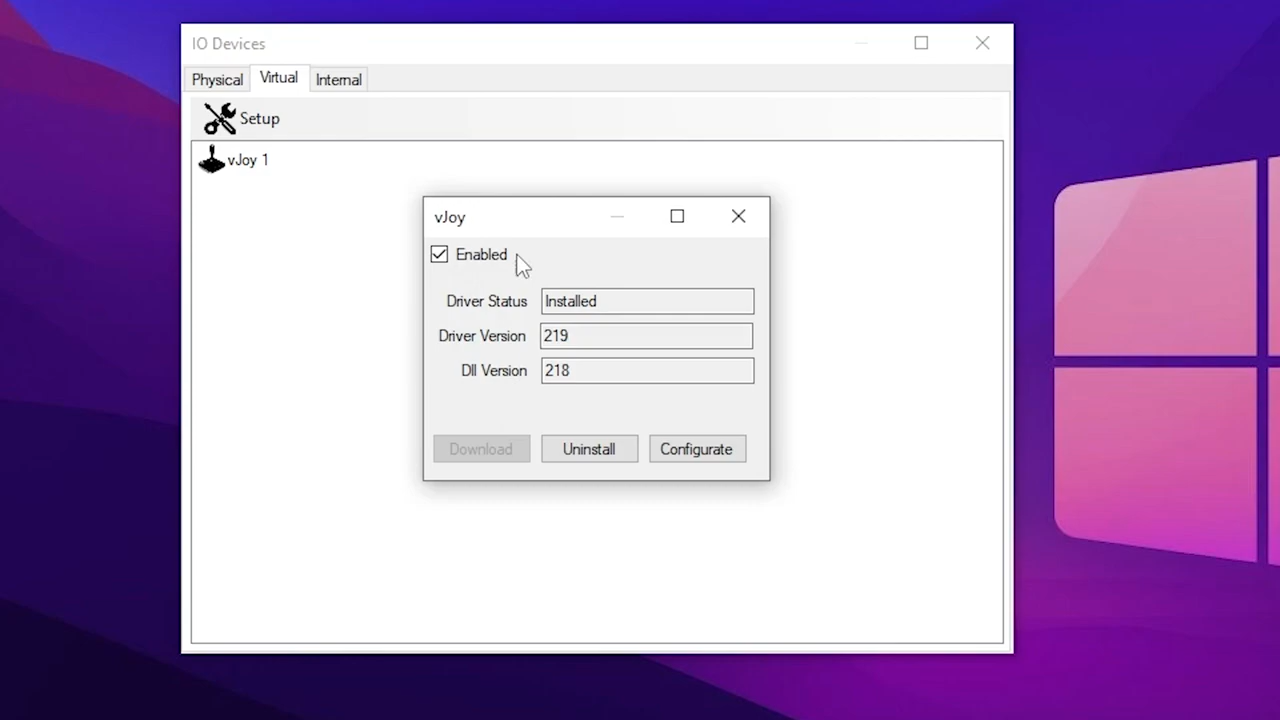 IO Devices
Physical Virtual Internal
Setup
vJoy 1
vJoy
Enabled
Driver Status Installed
Driver Version 219
Dll Version 218
Download Uninstall Configurate